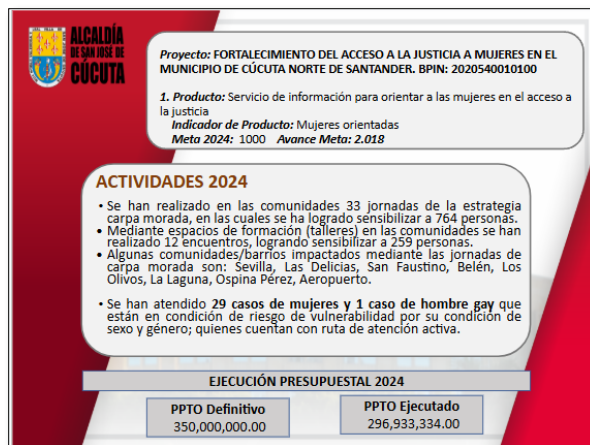 ALCALDÍA
DE SAN JOSÉ DE
CÚCUTA
Proyecto: FORTALECIMIENTO DEL ACCESO A LA JUSTICIA A MUJERES EN EL
MUNICIPIO DE CÚCUTA NORTE DE SANTANDER. BPIN: 2020540010100
1. Producto: Servicio de información para orientar a las mujeres en el acceso a
la justicia
Indicador de Producto: Mujeres orientadas
Meta 2024: 1000 Avance Meta: 2.018
ACTIVIDADES 2024
• Se han realizado en las comunidades 33 jornadas de la estrategia
carpa morada, en las cuales se ha logrado sensibilizar a 764 personas.
• Mediante espacios de formación (talleres) en las comunidades se han
realizado 12 encuentros, logrando sensibilizar a 259 personas.
• Algunas comunidades/barrios impactados mediante las jornadas de
carpa morada son: Sevilla, Las Delicias, San Faustino, Belén, Los
Olivos, La Laguna, Ospina Pérez, Aeropuerto.
• Se han atendido 29 casos de mujeres y 1 caso de hombre gay que
están en condición de riesgo de vulnerabilidad por su condición de
sexo y género; quienes cuentan con ruta de atención activa.
EJECUCIÓN PRESUPUESTAL 2024
PPTO Definitivo
350,000,000.00
PPTO Ejecutado
296,933,334.00